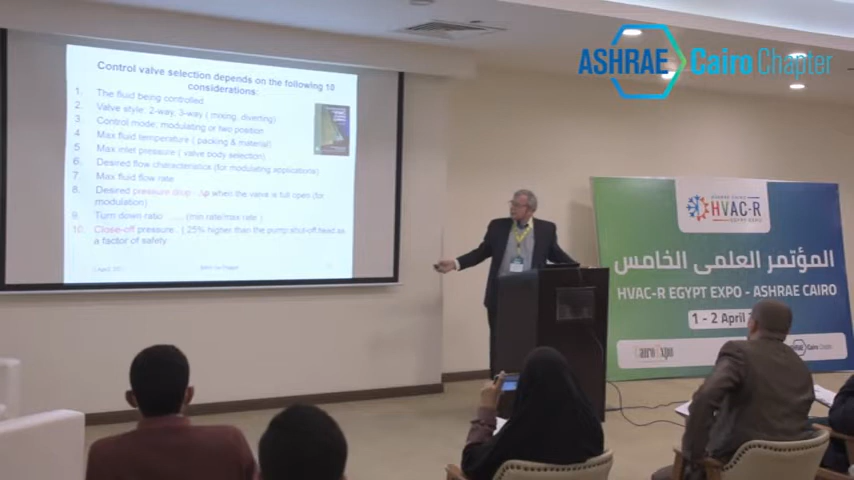 ASHRAE Cairo Chapter
Control valve selection depends on the following 10
considerations:
1. The fluid being controlled
2. Valve style: 2-way, 3-way ( mixing, diverting)
3. Control mode: modulating or two position
4. Max fluid temperature ( packing & material)
5. Max inlet pressure ( valve body selection)
6. Desired flow characteristics (for modulating applications)
7. Max fluid flow rate
8. Desired pressure drop - Δp when the valve is full open (for
modulation)
9. Turn down ratio ..... (min rate/max rate )
10. Close-off pressure . ( 25% higher than the pump shut-off head as
a factor of safety
HVAC-R
EGYPT EXPO
المؤتمر العلمى الخامس
HVAC-R EGYPT EXPO - ASHRAE CAIRO
1 - 2 April
Cairo Chapter